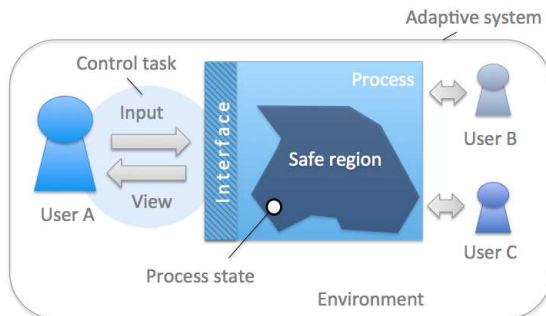 Adaptive system
Control task
Process
Input
Interface
User B
Safe region
User A
View
User C
Process state
Environment